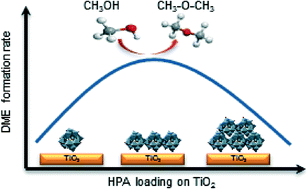 CH₃OH
CH₃-O-CH₃
DME formation rate
TiO₂
TiO₂
TiO₂
HPA loading on TiO₂